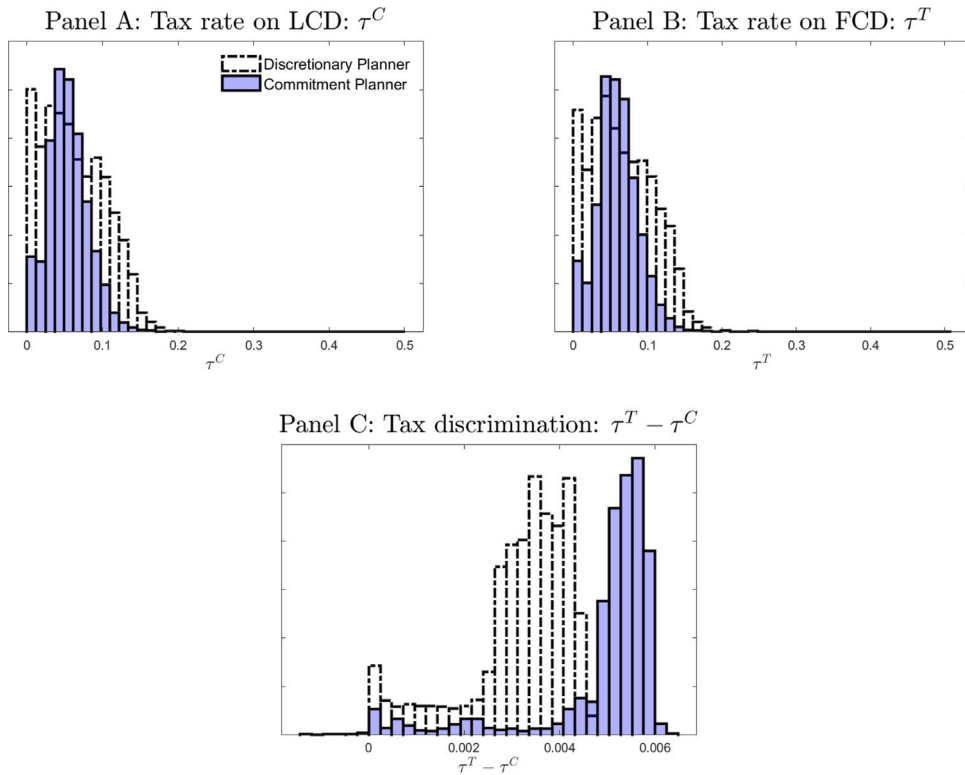 Panel A: Tax rate on LCD: τ^C
Discretionary Planner
Commitment Planner
0 0.1 0.2 0.3 0.4 0.5
τ^C
Panel B: Tax rate on FCD: τ^T
0 0.1 0.2 0.3 0.4 0.5
τ^T
Panel C: Tax discrimination: τ^T − τ^C
0 0.002 0.004 0.006
τ^T − τ^C